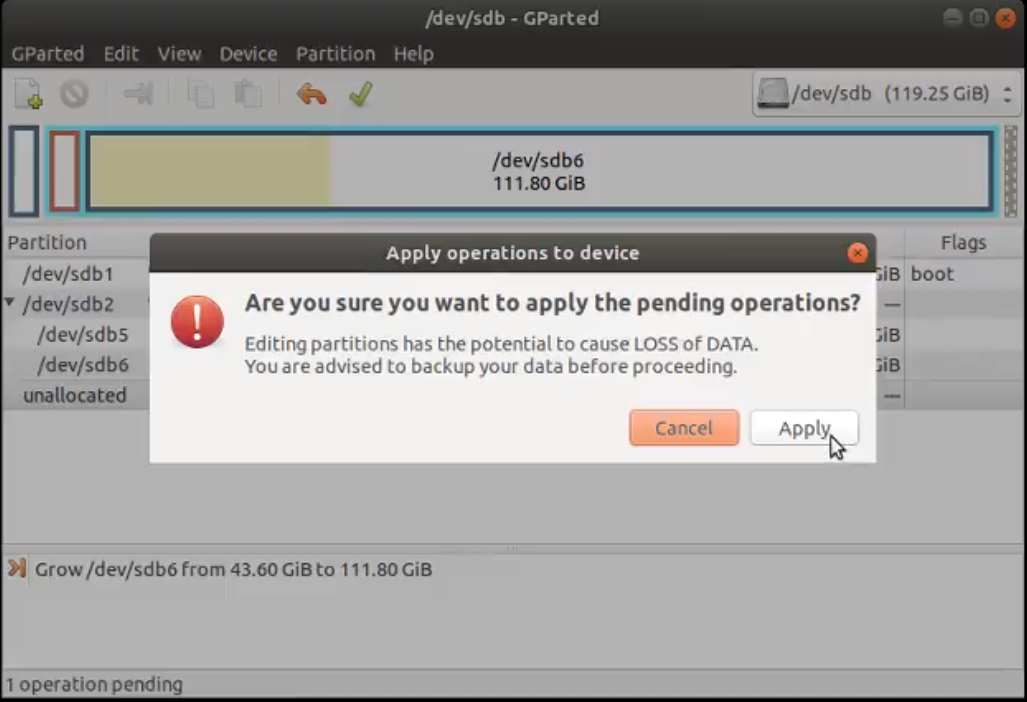 /dev/sdb - GParted
GParted Edit View Device Partition Help
/dev/sdb (119.25 GiB)
/dev/sdb6
111.80 GiB
Partition
Flags
Apply operations to device
/dev/sdb1
GiB boot
Are you sure you want to apply the pending operations?
/dev/sdb2
---
/dev/sdb5
GiB
Editing partitions has the potential to cause LOSS of DATA.
/dev/sdb6
GiB
You are advised to backup your data before proceeding.
unallocated
---
Cancel
Apply
Grow /dev/sdb6 from 43.60 GiB to 111.80 GiB
1 operation pending